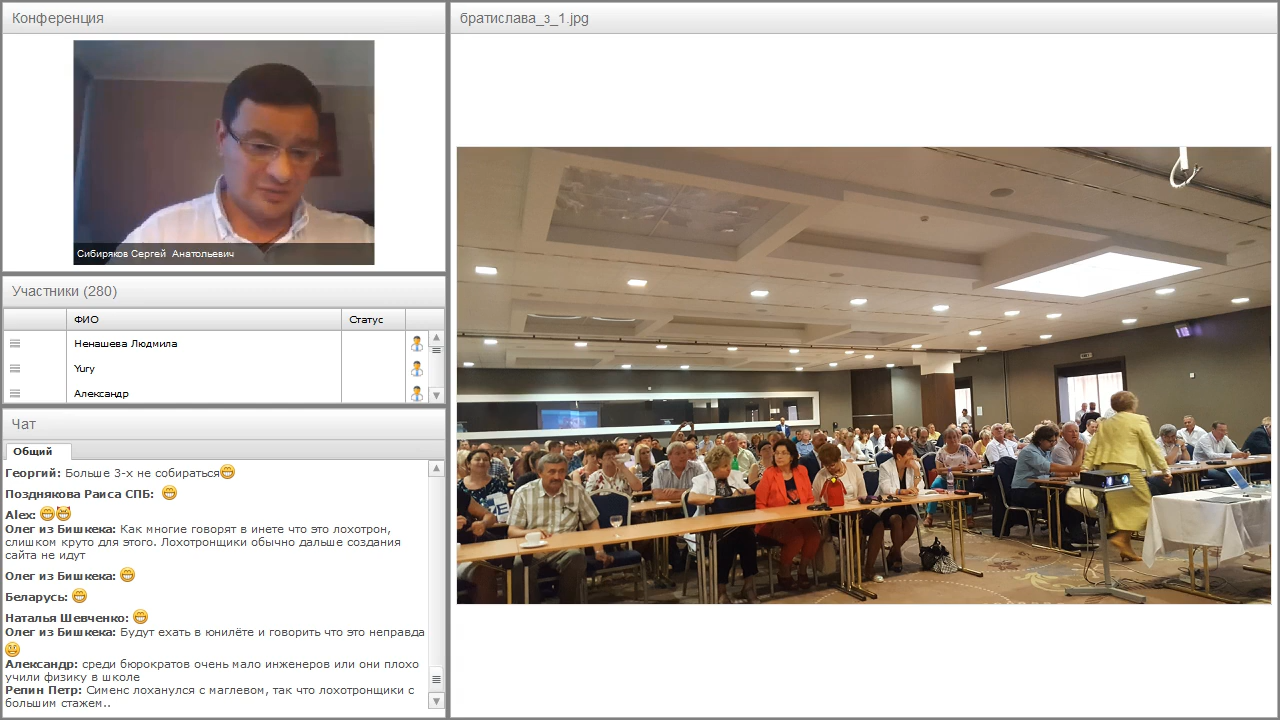 Конференция
Сибиряков Сергей Анатольевич
Участники (280)
ФИО Статус
Ненашева Людмила
Yury
Александр
Чат
Общий
Георгий: Больше 3-х не собираться
Позднякова Раиса СПБ:
Alex:
Олег из Бишкека: Как многие говорят в инете что это лохотрон,
слишком круто для этого. Лохотронщики обычно дальше создания
сайта не идут
Олег из Бишкека:
Беларусь:
Наталья Шевченко:
Олег из Бишкека: Будут ехать в юнилёте и говорить что это неправда
Александр: среди бюрократов очень мало инженеров или они плохо
учили физику в школе
Репин Петр: Сименс лоханулся с маглевом, так что лохотронщики с
большим стажем..
братислава_3_1.jpg